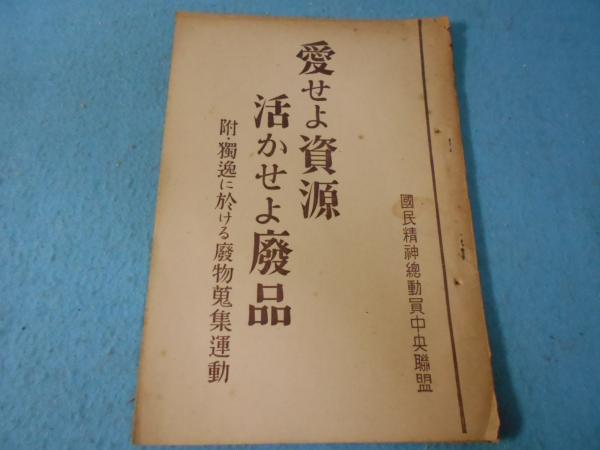 國民精神總動員中央聯盟
愛せよ資源
活かせよ廢品
附・獨逸に於ける廢物蒐集運動